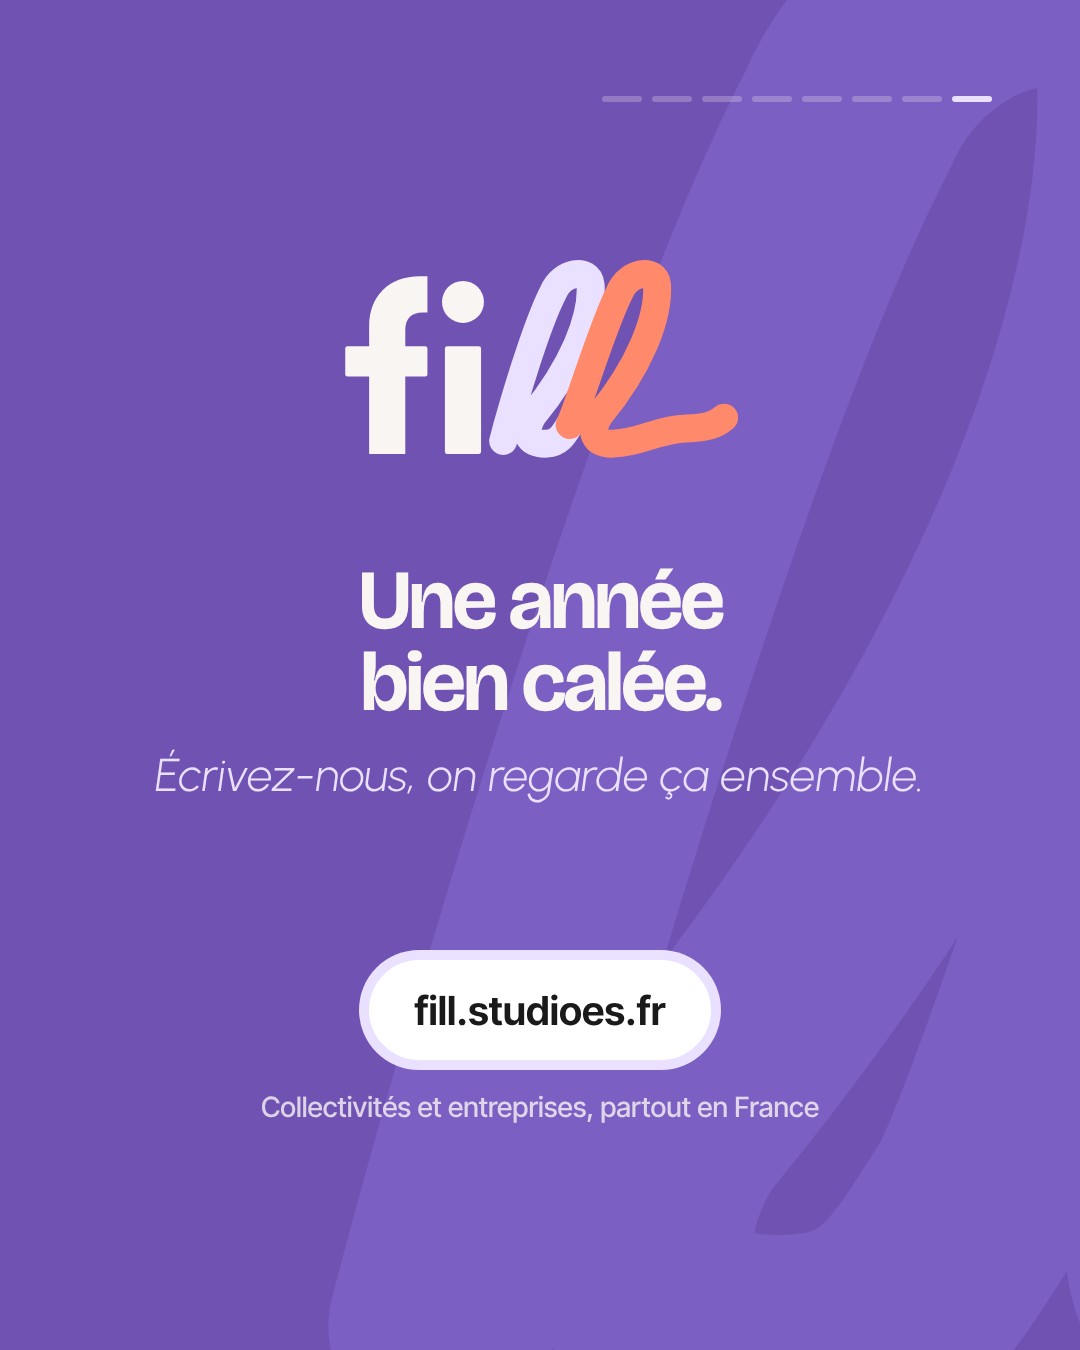 fill
Une année
bien calée.
Écrivez-nous, on regarde ça ensemble.
fill.studioes.fr
Collectivités et entreprises, partout en France